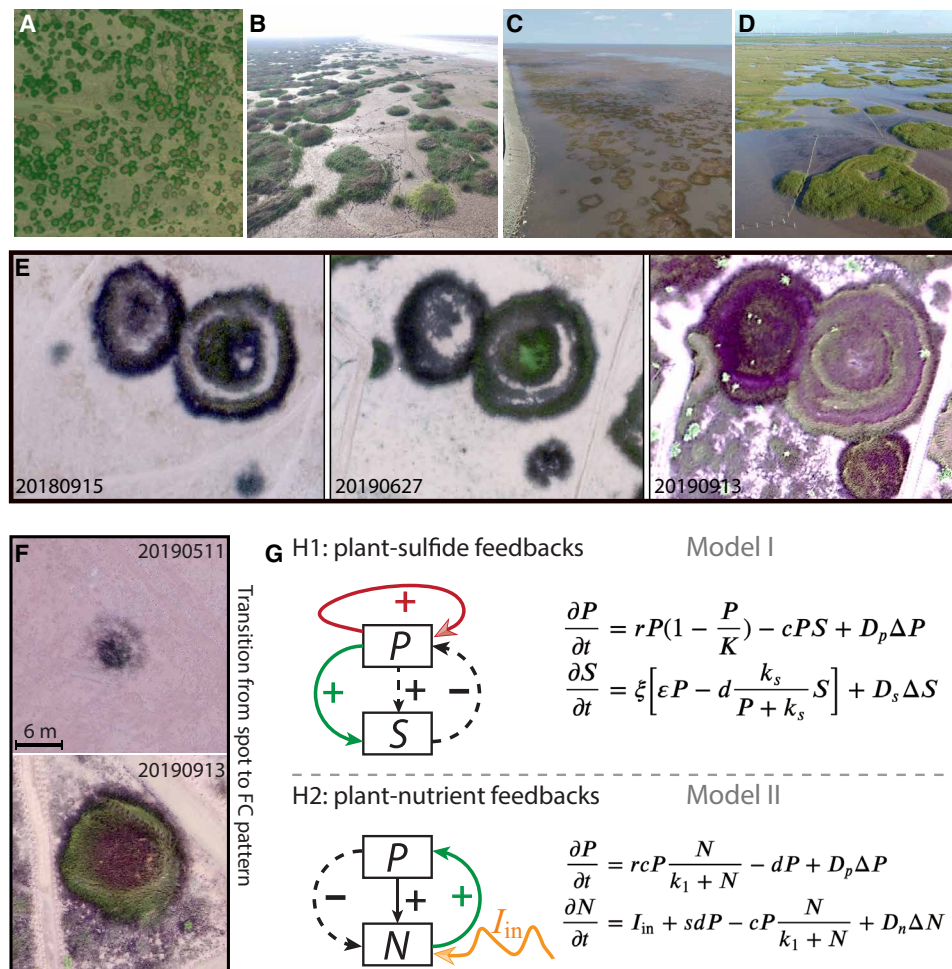 A
B
C
D
E
20180915
20190627
20190913
F
20190511
6 m
20190913
Transition from spot to FC pattern
G
H1: plant-sulfide feedbacks
Model I
+
P
+
+
−
S
∂P/∂t = rP(1 − P/K) − cPS + D_pΔP
∂S/∂t = ξ[εP − d k_s/(P + k_s) S] + D_sΔS
H2: plant-nutrient feedbacks
Model II
P
−
+
+
I_in
N
∂P/∂t = rcP N/(k_1 + N) − dP + D_pΔP
∂N/∂t = I_in + sdP − cP N/(k_1 + N) + D_nΔN